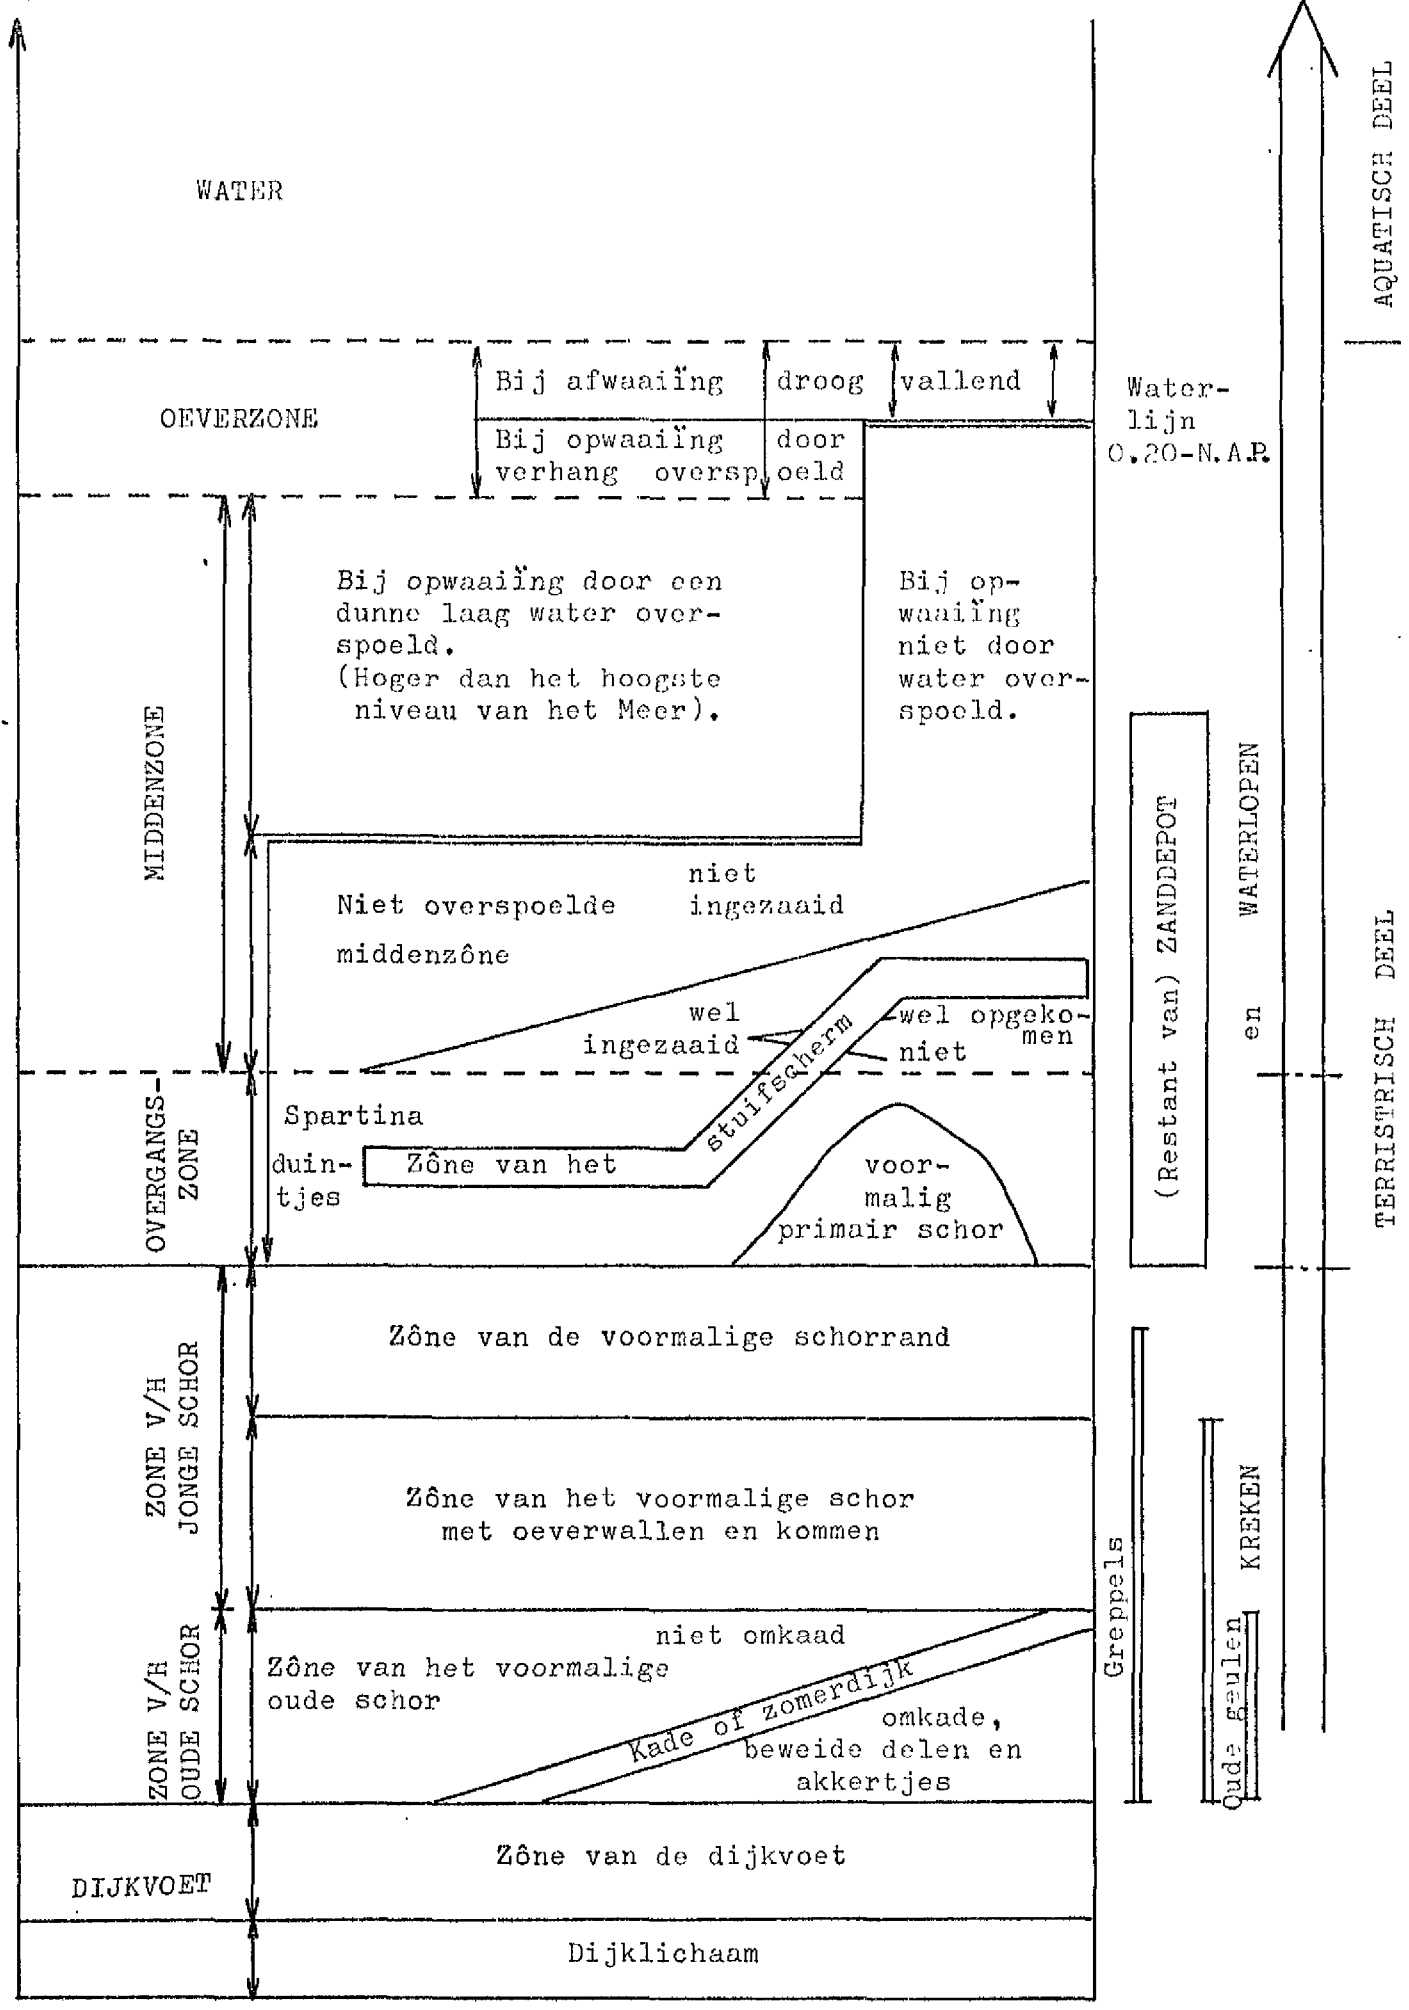 WATER
AQUATISCH DEEL
OEVERZONE
Bij afwaaiïng droog vallend
Bij opwaaiïng door
verhang overspoeld
Water-
lijn
0.20-N.A.P.
MIDDENZONE
Bij opwaaiïng door een
dunne laag water over-
spoeld.
(Hoger dan het hoogste
niveau van het Meer).
Bij op-
waaiïng
niet door
water over-
spoeld.
Niet overspoelde
middenzône
niet
ingezaaid
wel
ingezaaid
wel opgeko-
men
niet
OVERGANGS-
ZONE
Spartina
duin-
tjes
Zône van het stuifscherm
voor-
malig
primair schor
(Restant van) ZANDDEPOT
KREKEN en WATERLOPEN
TERRISTRISCH DEEL
ZONE V/H
JONGE SCHOR
Zône van de voormalige schorrand
Zône van het voormalige schor
met oeverwallen en kommen
Greppels
Oude geulen
ZONE V/H
OUDE SCHOR
niet omkaad
Zône van het voormalige
oude schor
Kade of zomerdijk
omkade,
beweide delen en
akkertjes
DIJKVOET
Zône van de dijkvoet
Dijklichaam